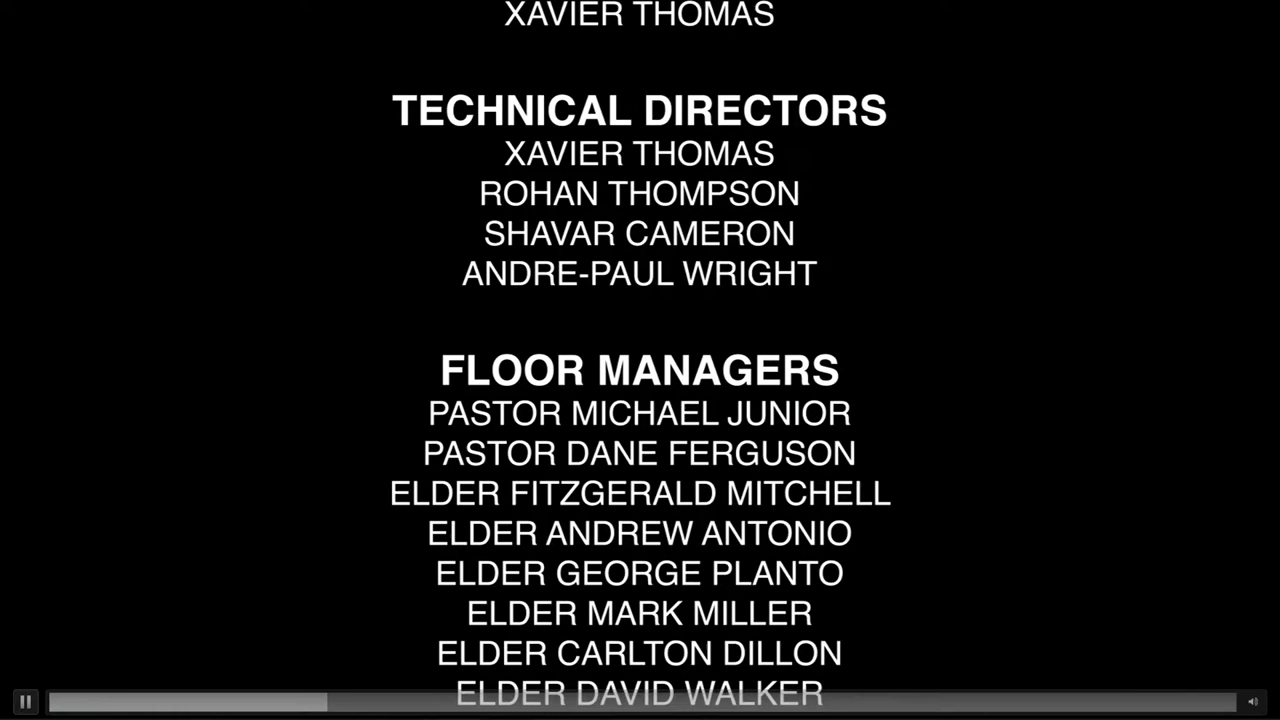 XAVIER THOMAS
TECHNICAL DIRECTORS
XAVIER THOMAS
ROHAN THOMPSON
SHAVAR CAMERON
ANDRE-PAUL WRIGHT
FLOOR MANAGERS
PASTOR MICHAEL JUNIOR
PASTOR DANE FERGUSON
ELDER FITZGERALD MITCHELL
ELDER ANDREW ANTONIO
ELDER GEORGE PLANTO
ELDER MARK MILLER
ELDER CARLTON DILLON
ELDER DAVID WALKER